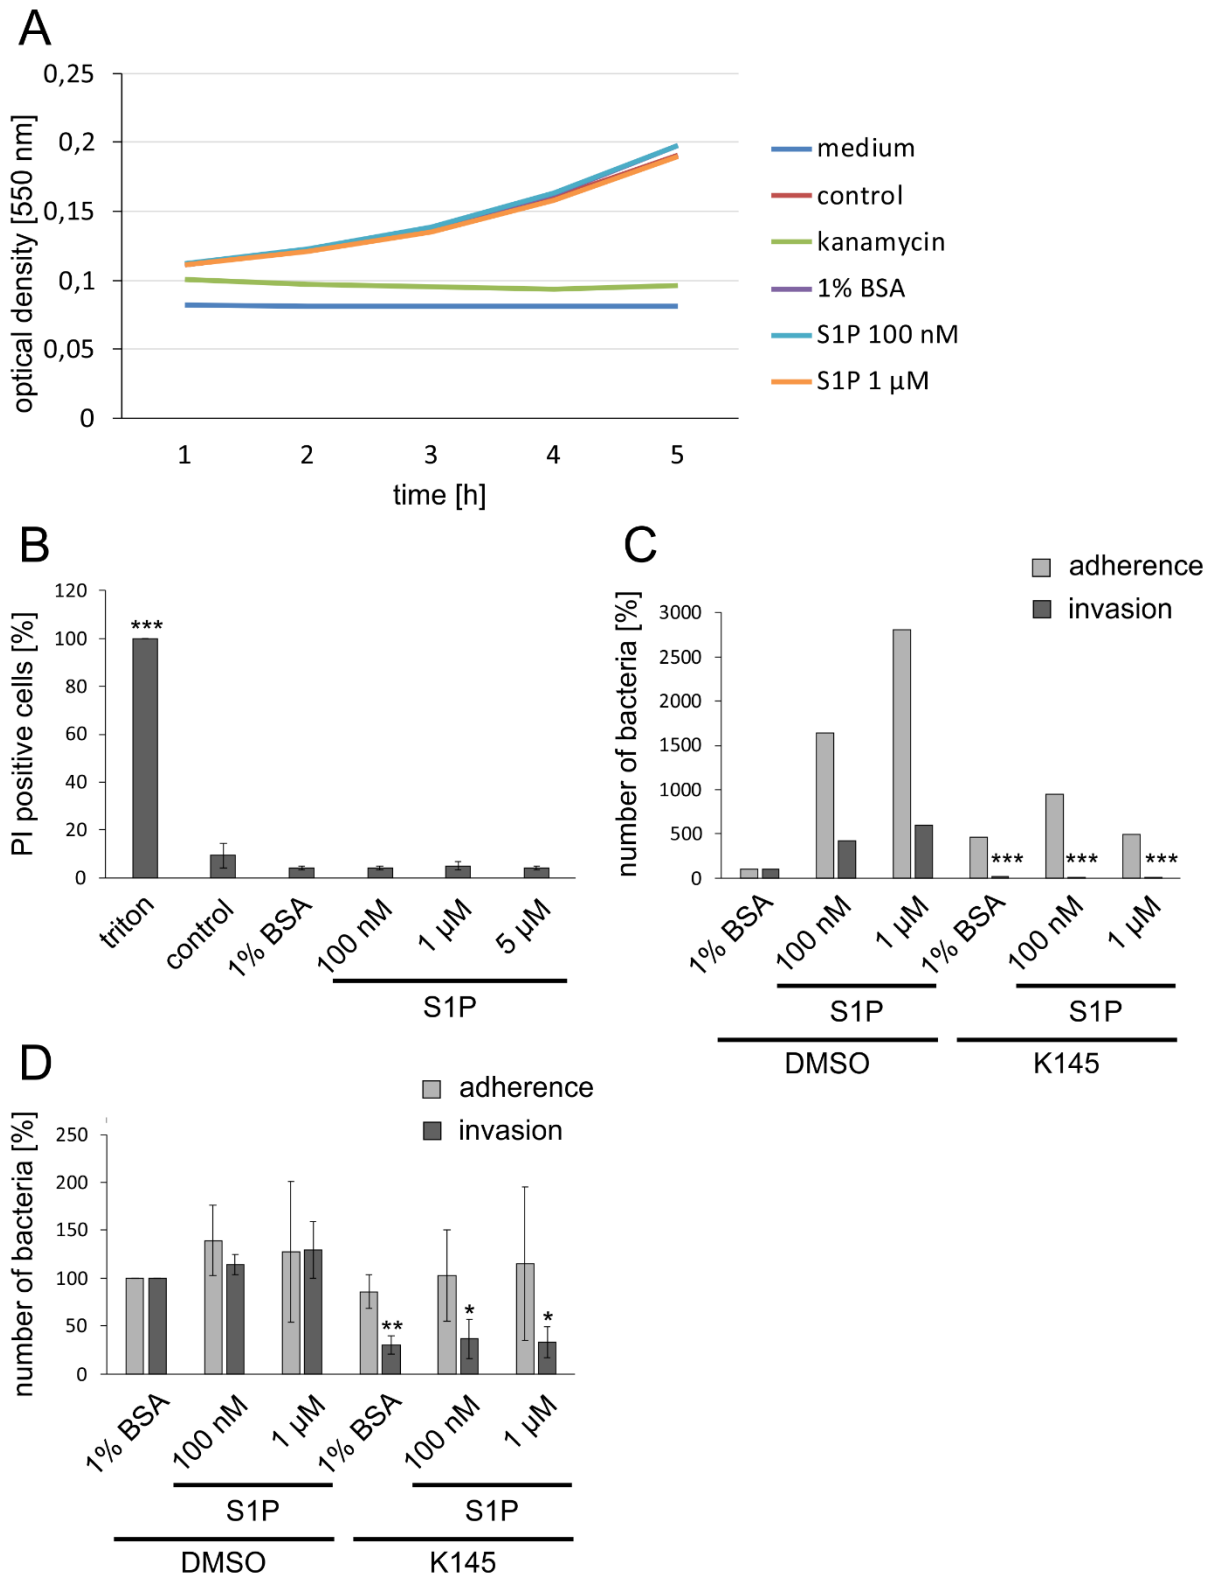 A
0,25
0,2
0,15
0,1
0,05
0
optical density [550 nm]
1 2 3 4 5
time [h]
medium
control
kanamycin
1% BSA
S1P 100 nM
S1P 1 µM
B
120
100
80
60
40
20
0
PI positive cells [%]
***
triton control 1% BSA 100 nM 1 µM 5 µM
S1P
C
adherence
invasion
3000
2500
2000
1500
1000
500
0
number of bacteria [%]
*** *** ***
1% BSA 100 nM 1 µM 1% BSA 100 nM 1 µM
S1P S1P
DMSO K145
D
adherence
invasion
250
200
150
100
50
0
number of bacteria [%]
** * *
1% BSA 100 nM 1 µM 1% BSA 100 nM 1 µM
S1P S1P
DMSO K145